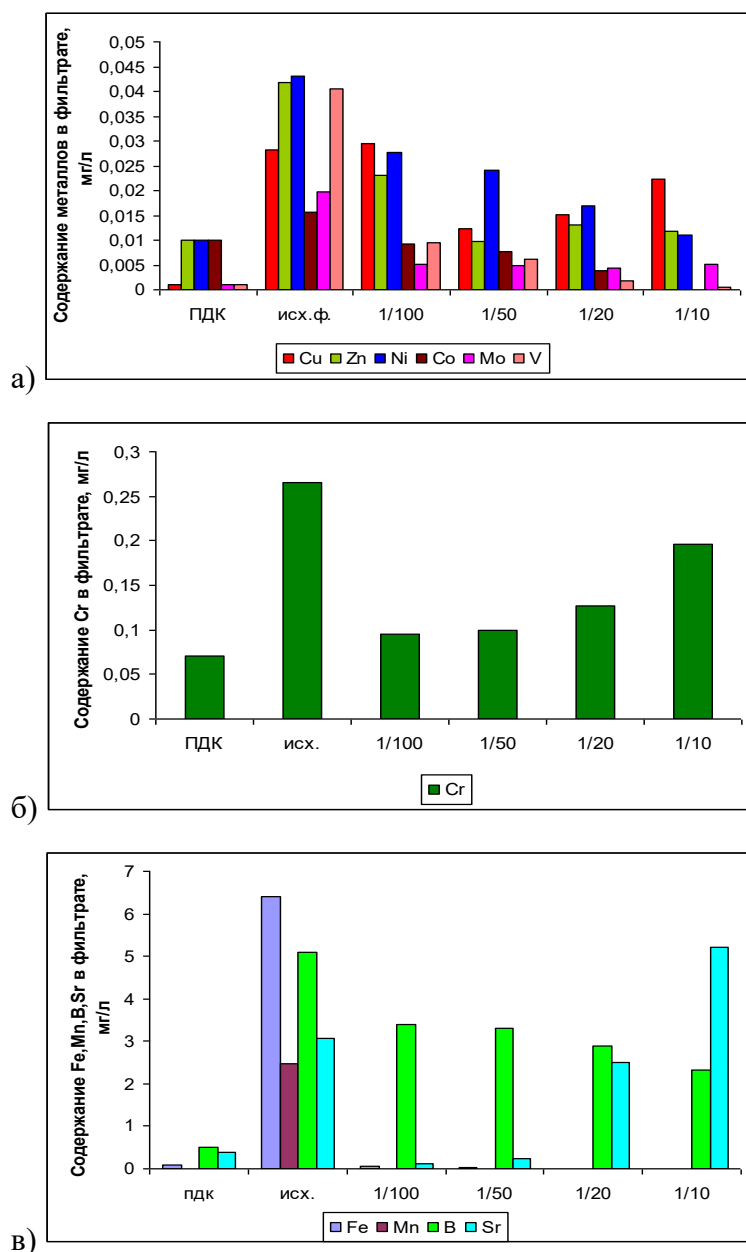 Содержание металлов в фильтрате,
мг/л
0,05
0,045
0,04
0,035
0,03
0,025
0,02
0,015
0,01
0,005
0
ПДК исх.ф. 1/100 1/50 1/20 1/10
Cu Zn Ni Co Mo V
а)
Содержание Cr в фильтрате, мг/л
0,3
0,25
0,2
0,15
0,1
0,05
0
ПДК исх. 1/100 1/50 1/20 1/10
Cr
б)
Содержание Fe,Mn,B,Sr в фильтрате,
мг/л
7
6
5
4
3
2
1
0
пдк исх. 1/100 1/50 1/20 1/10
Fe Mn B Sr
в)